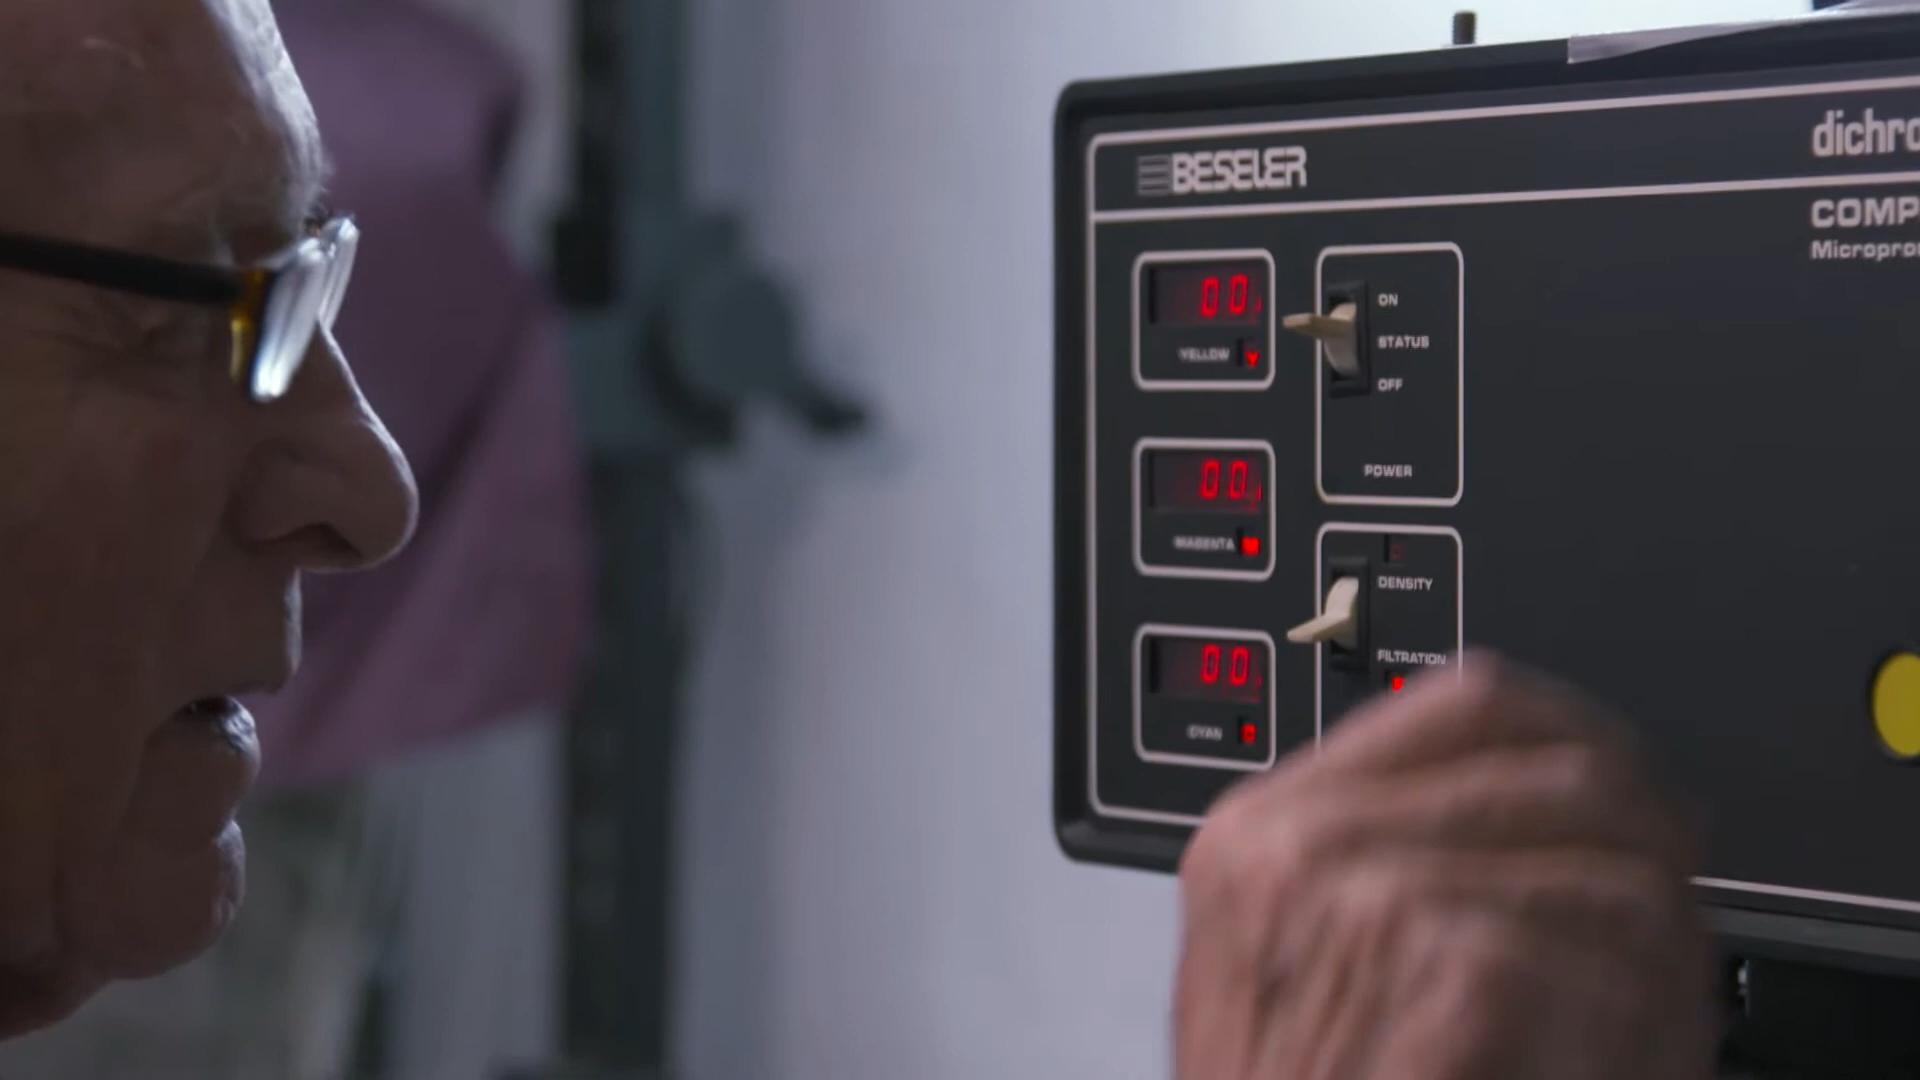 BESELER
dichro
COMP
Micropro
00
YELLOW Y
00
MAGENTA M
00
CYAN C
ON
STATUS
OFF
POWER
DENSITY
FILTRATION